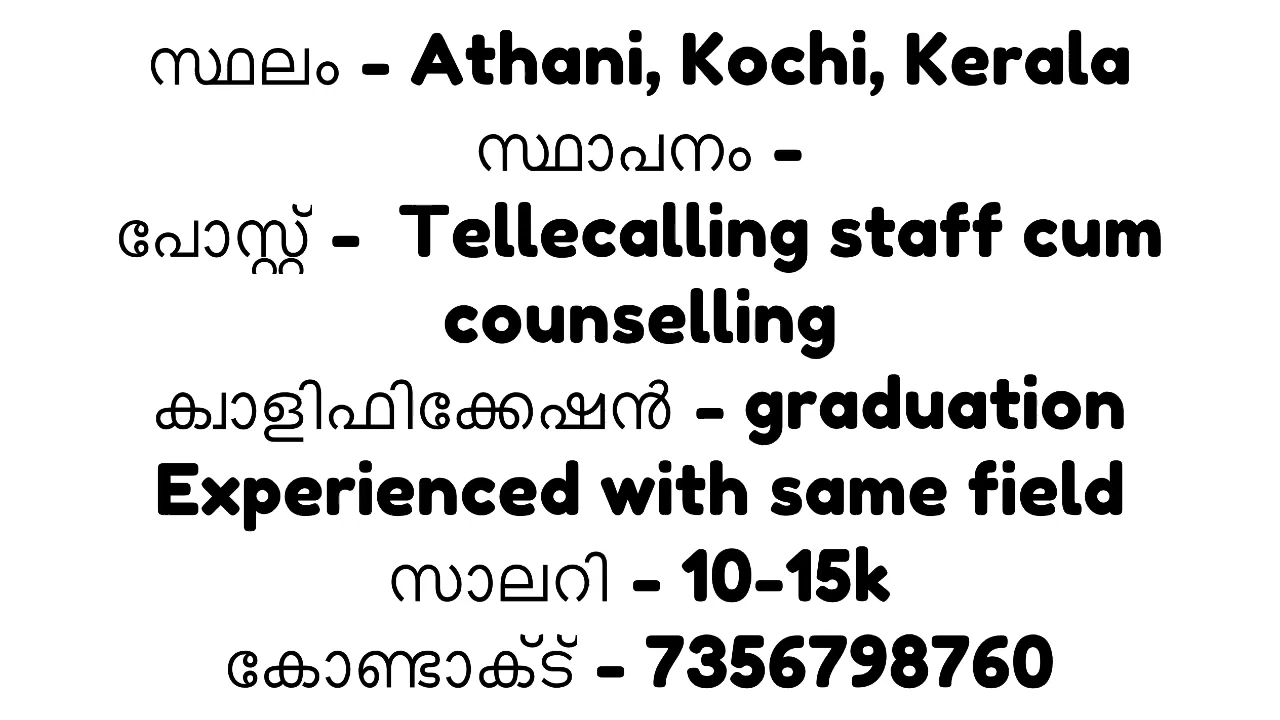 സ്ഥലം - Athani, Kochi, Kerala
സ്ഥാപനം -
പോസ്റ്റ് - Tellecalling staff cum
counselling
ക്വാളിഫിക്കേഷൻ - graduation
Experienced with same field
സാലറി - 10-15k
കോണ്ടാക്ട് - 7356798760